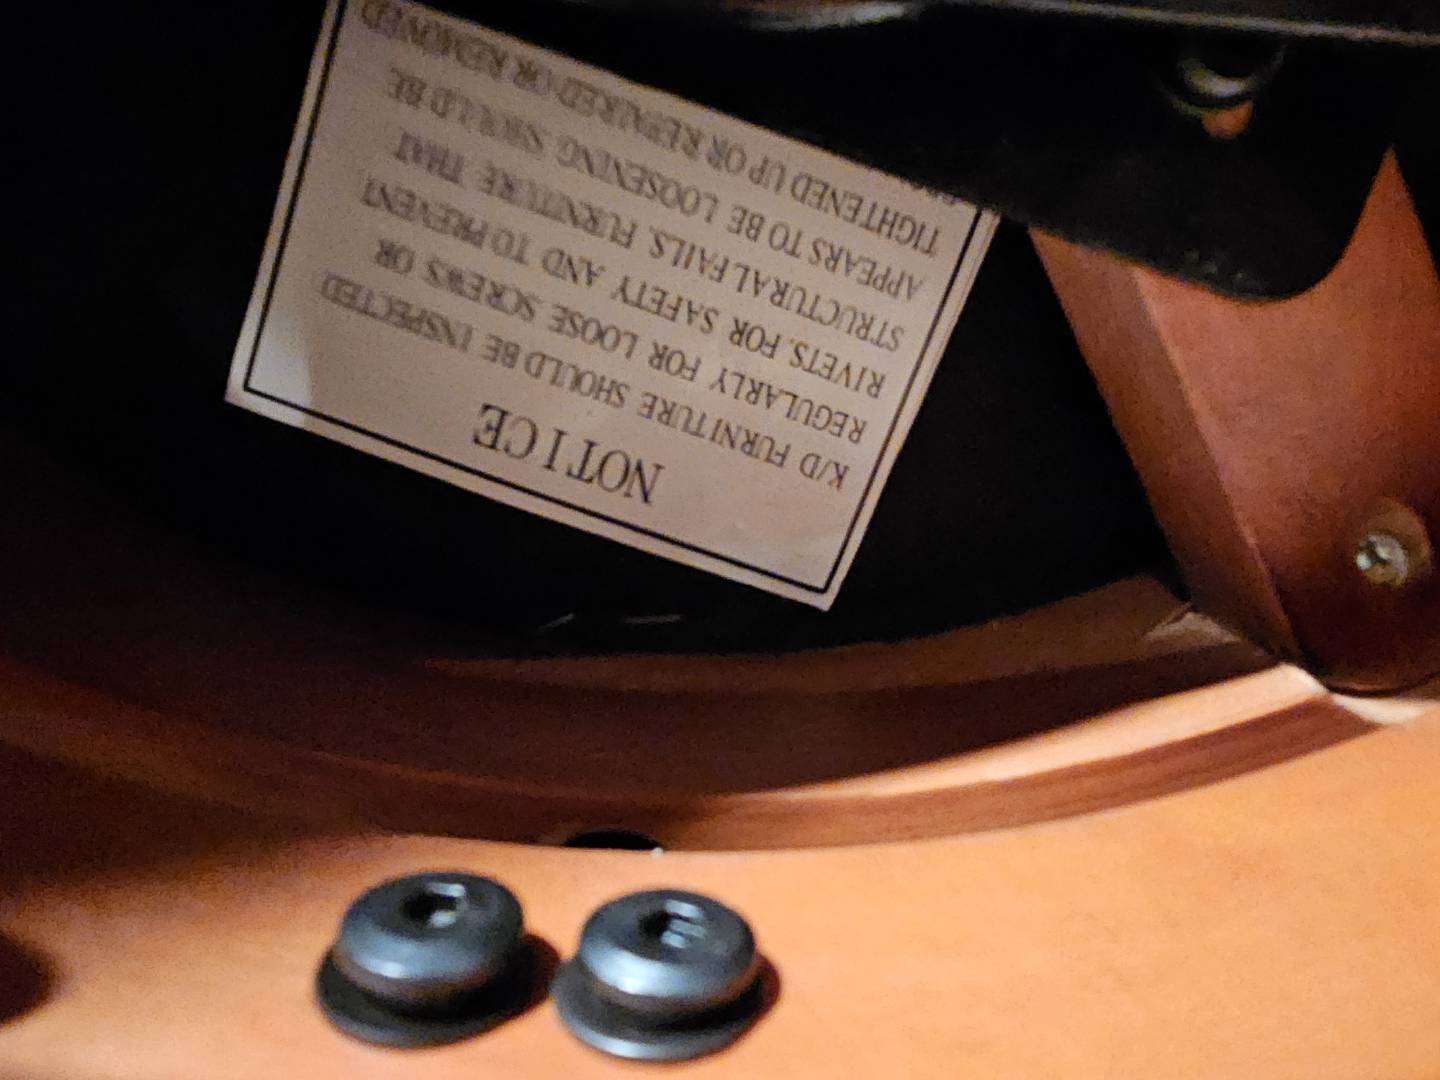 NOTICE
K/D FURNITURE SHOULD BE INSPECTED
REGULARLY FOR LOOSE SCREWS OR
RIVETS. FOR SAFETY AND TO PREVENT
STRUCTURAL FAILS, FURNITURE THAT
APPEARS TO BE LOOSENING SHOULD BE
TIGHTENED UP OR REPAIRED OR REMOVED